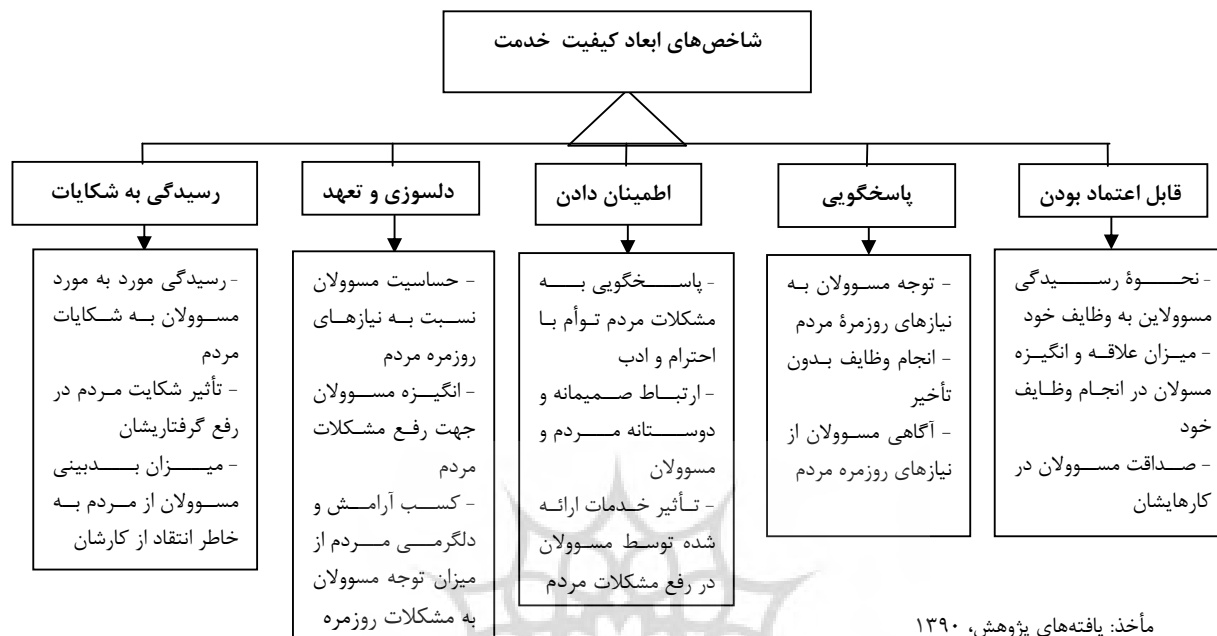 شاخص‌های ابعاد کیفیت خدمت
قابل اعتماد بودن
- نحوۀ رسیدگی
مسوولاین به وظایف خود
- میزان علاقه و انگیزه
مسولان در انجام وظایف
خود
- صداقت مسوولان در
کارهایشان
پاسخگویی
- توجه مسوولان به
نیازهای روزمرۀ مردم
- انجام وظایف بدون
تأخیر
- آگاهی مسوولان از
نیازهای روزمره مردم
اطمینان دادن
- پاسخگویی به
مشکلات مردم توأم با
احترام و ادب
- ارتباط صمیمانه و
دوستانه مردم و
مسوولان
- تأثیر خدمات ارائه
شده توسط مسوولان
در رفع مشکلات مردم
دلسوزی و تعهد
- حساسیت مسوولان
نسبت به نیازهای
روزمره مردم
- انگیزه مسوولان
جهت رفع مشکلات
مردم
- کسب آرامش و
دلگرمی مردم از
میزان توجه مسوولان
به مشکلات روزمره
رسیدگی به شکایات
- رسیدگی مورد به مورد
مسوولان به شکایات
مردم
- تأثیر شکایت مردم در
رفع گرفتاریشان
- میزان بدبینی
مسوولان از مردم به
خاطر انتقاد از کارشان
مأخذ: یافته‌های پژوهش، ۱۳۹۰